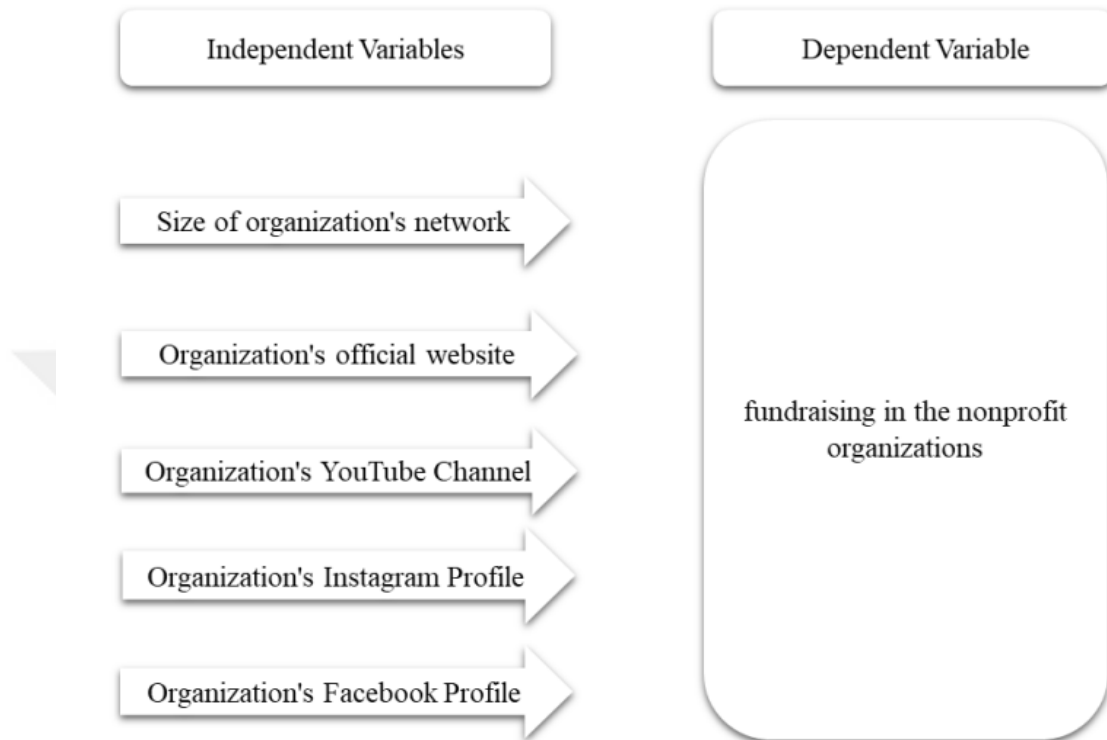 Independent Variables
Dependent Variable
Size of organization's network
Organization's official website
Organization's YouTube Channel
Organization's Instagram Profile
Organization's Facebook Profile
fundraising in the nonprofit
organizations